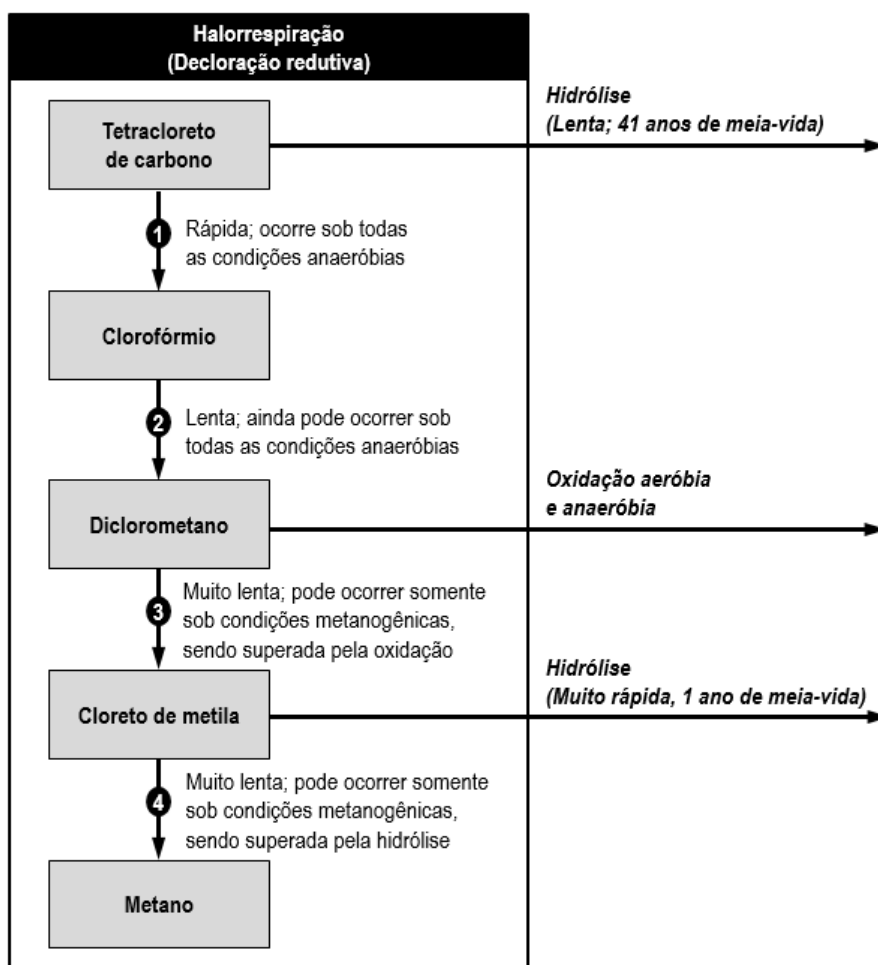 Halorrespiração
(Decloração redutiva)
Tetracloreto
de carbono
Hidrólise
(Lenta; 41 anos de meia-vida)
1
Rápida; ocorre sob todas
as condições anaeróbias
Clorofórmio
2
Lenta; ainda pode ocorrer sob
todas as condições anaeróbias
Diclorometano
Oxidação aeróbia
e anaeróbia
3
Muito lenta; pode ocorrer somente
sob condições metanogênicas,
sendo superada pela oxidação
Cloreto de metila
Hidrólise
(Muito rápida, 1 ano de meia-vida)
4
Muito lenta; pode ocorrer somente
sob condições metanogênicas,
sendo superada pela hidrólise
Metano